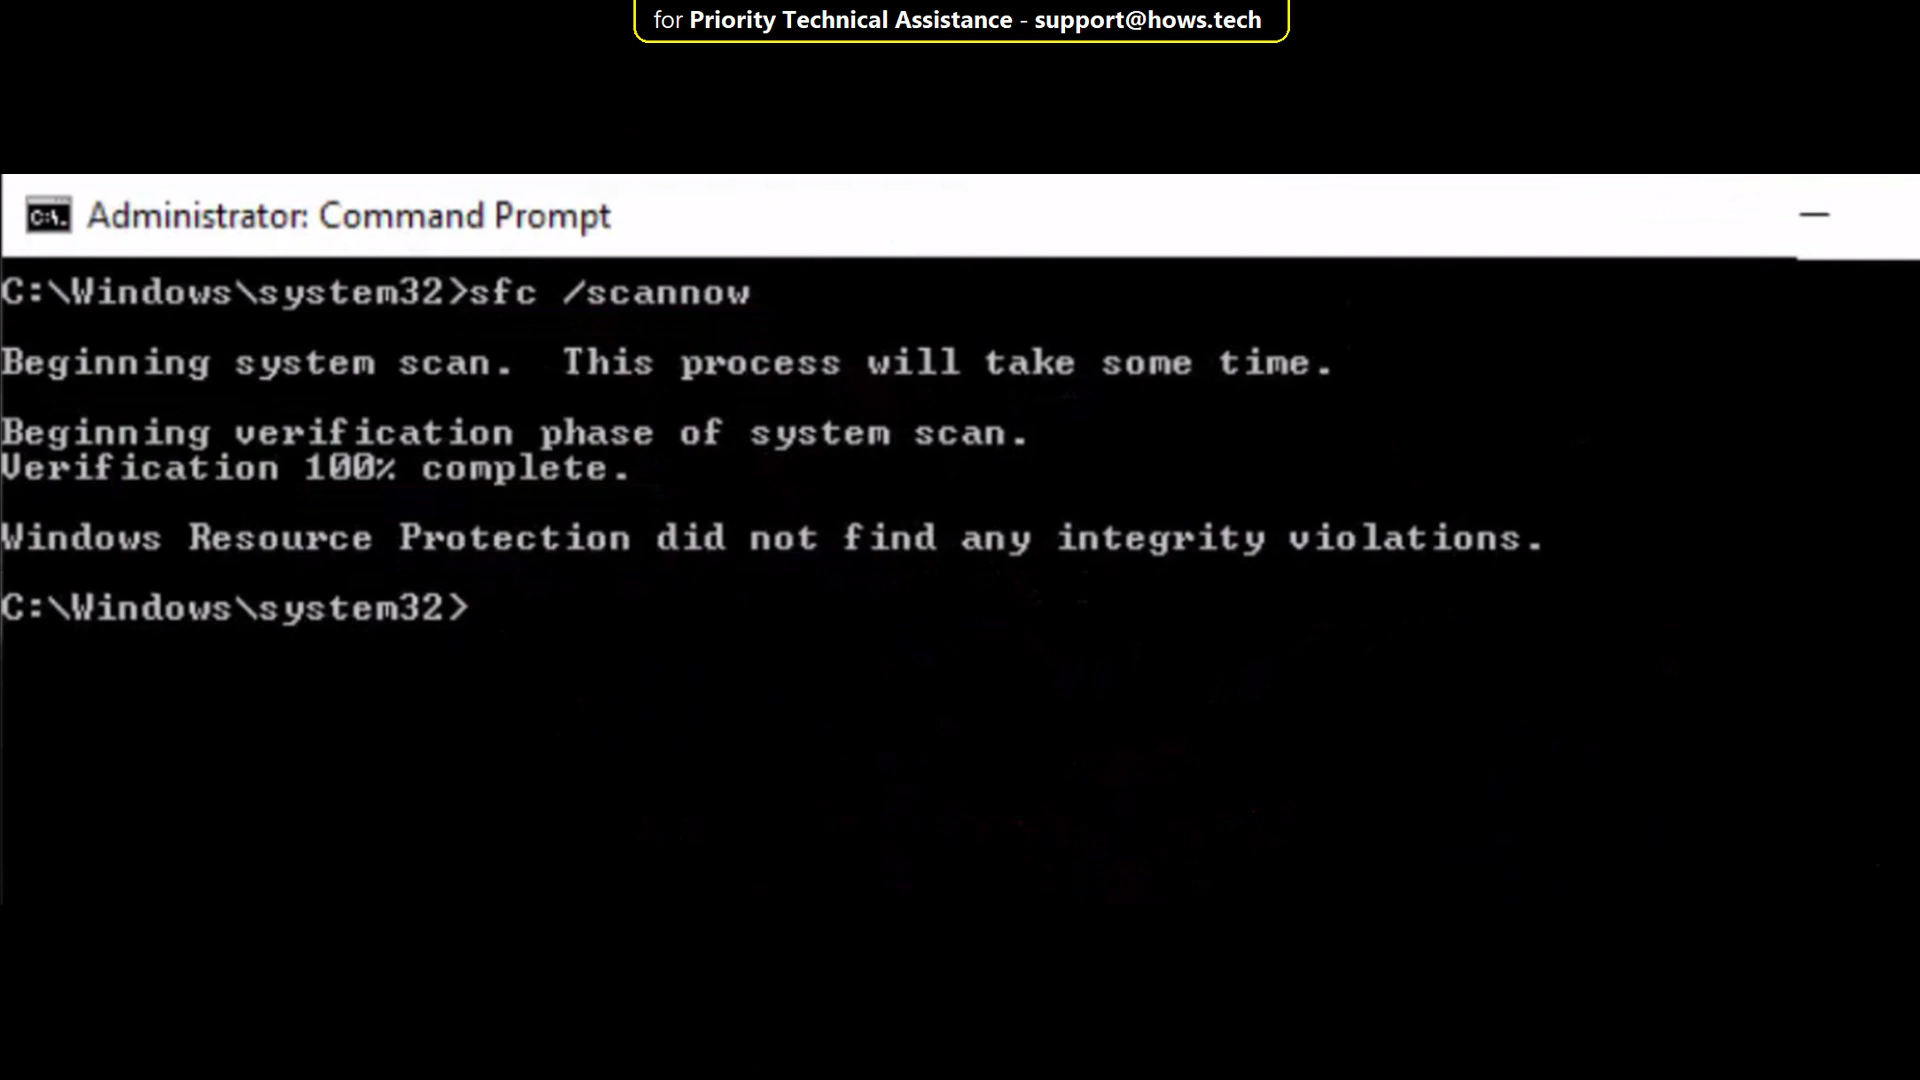 for Priority Technical Assistance - support@hows.tech
C:\. Administrator: Command Prompt
C:\Windows\system32>sfc /scannow
Beginning system scan.  This process will take some time.
Beginning verification phase of system scan.
Verification 100% complete.
Windows Resource Protection did not find any integrity violations.
C:\Windows\system32>